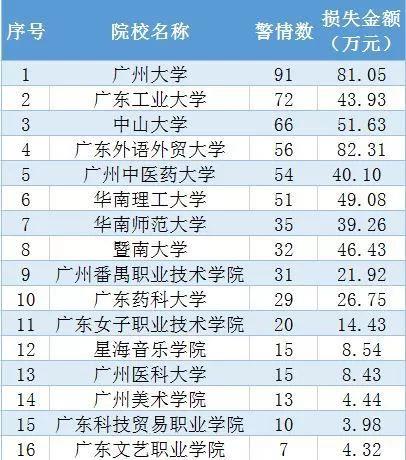 序号 院校名称 警情数 损失金额
（万元）
1 广州大学 91 81.05
2 广东工业大学 72 43.93
3 中山大学 66 51.63
4 广东外语外贸大学 56 82.31
5 广州中医药大学 54 40.10
6 华南理工大学 51 49.08
7 华南师范大学 35 39.26
8 暨南大学 32 46.43
9 广州番禺职业技术学院 31 21.92
10 广东药科大学 29 26.75
11 广东女子职业技术学院 20 14.43
12 星海音乐学院 15 8.54
13 广州医科大学 15 8.43
14 广州美术学院 13 4.44
15 广东科技贸易职业学院 10 3.98
16 广东文艺职业学院 7 4.32